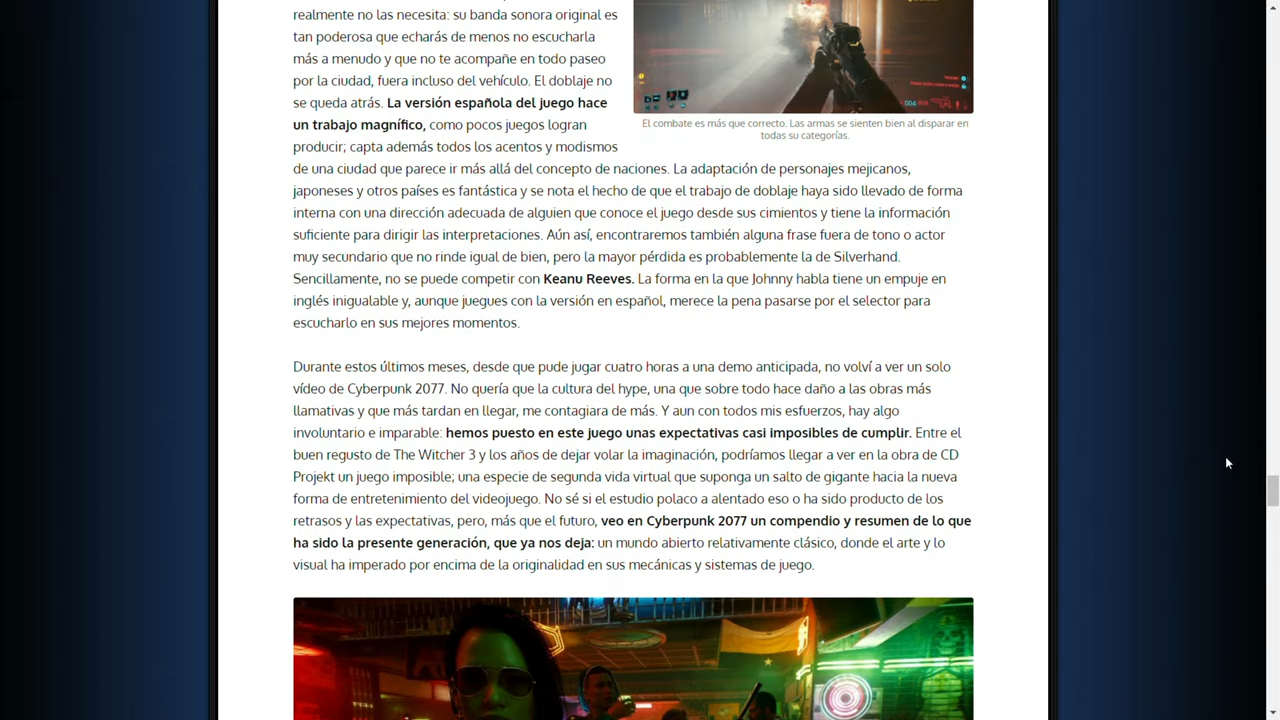 realmente no las necesita: su banda sonora original es
tan poderosa que echarás de menos no escucharla
más a menudo y que no te acompañe en todo paseo
por la ciudad, fuera incluso del vehículo. El doblaje no
se queda atrás. La versión española del juego hace
un trabajo magnífico, como pocos juegos logran
producir; capta además todos los acentos y modismos
El combate es más que correcto. Las armas se sienten bien al disparar en
todas su categorías.
de una ciudad que parece ir más allá del concepto de naciones. La adaptación de personajes mejicanos,
japoneses y otros países es fantástica y se nota el hecho de que el trabajo de doblaje haya sido llevado de forma
interna con una dirección adecuada de alguien que conoce el juego desde sus cimientos y tiene la información
suficiente para dirigir las interpretaciones. Aún así, encontraremos también alguna frase fuera de tono o actor
muy secundario que no rinde igual de bien, pero la mayor pérdida es probablemente la de Silverhand.
Sencillamente, no se puede competir con Keanu Reeves. La forma en la que Johnny habla tiene un empuje en
inglés inigualable y, aunque juegues con la versión en español, merece la pena pasarse por el selector para
escucharlo en sus mejores momentos.
Durante estos últimos meses, desde que pude jugar cuatro horas a una demo anticipada, no volví a ver un solo
vídeo de Cyberpunk 2077. No quería que la cultura del hype, una que sobre todo hace daño a las obras más
llamativas y que más tardan en llegar, me contagiara de más. Y aun con todos mis esfuerzos, hay algo
involuntario e imparable: hemos puesto en este juego unas expectativas casi imposibles de cumplir. Entre el
buen regusto de The Witcher 3 y los años de dejar volar la imaginación, podríamos llegar a ver en la obra de CD
Projekt un juego imposible; una especie de segunda vida virtual que suponga un salto de gigante hacia la nueva
forma de entretenimiento del videojuego. No sé si el estudio polaco a alentado eso o ha sido producto de los
retrasos y las expectativas, pero, más que el futuro, veo en Cyberpunk 2077 un compendio y resumen de lo que
ha sido la presente generación, que ya nos deja: un mundo abierto relativamente clásico, donde el arte y lo
visual ha imperado por encima de la originalidad en sus mecánicas y sistemas de juego.